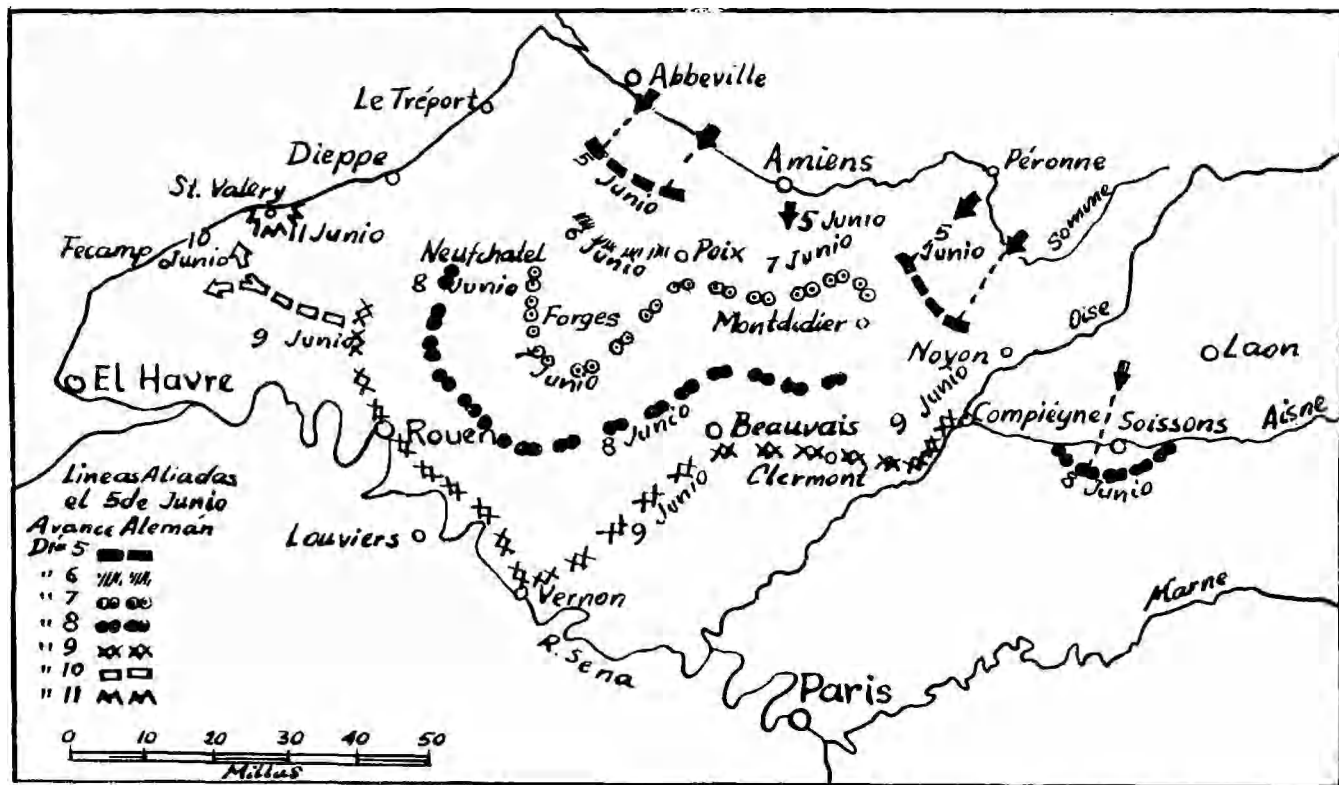 Abbeville
Le Tréport
Dieppe
Amiens
Péronne
St. Valery
11 Junio
Fecamp
10
Junio
5
Junio
5 Junio
5
Junio
Somme
6
Junio
Poix
7 Junio
Neufchatel
8
Junio
Forges
Junio
Montdidier
9 Junio
Noyon
Oise
Laon
El Havre
Rouen
8 Junio
Beauvais
9
Junio
Compiéyne
Soissons
Aisne
Clermont
8 Junio
9
Junio
Louviers
Vernon
R. Sena
Marne
Paris
Lineas Aliadas
el 5 de Junio
Avance Alemán
Día 5
" 6
" 7
" 8
" 9
" 10
" 11
0 10 20 30 40 50
Millas